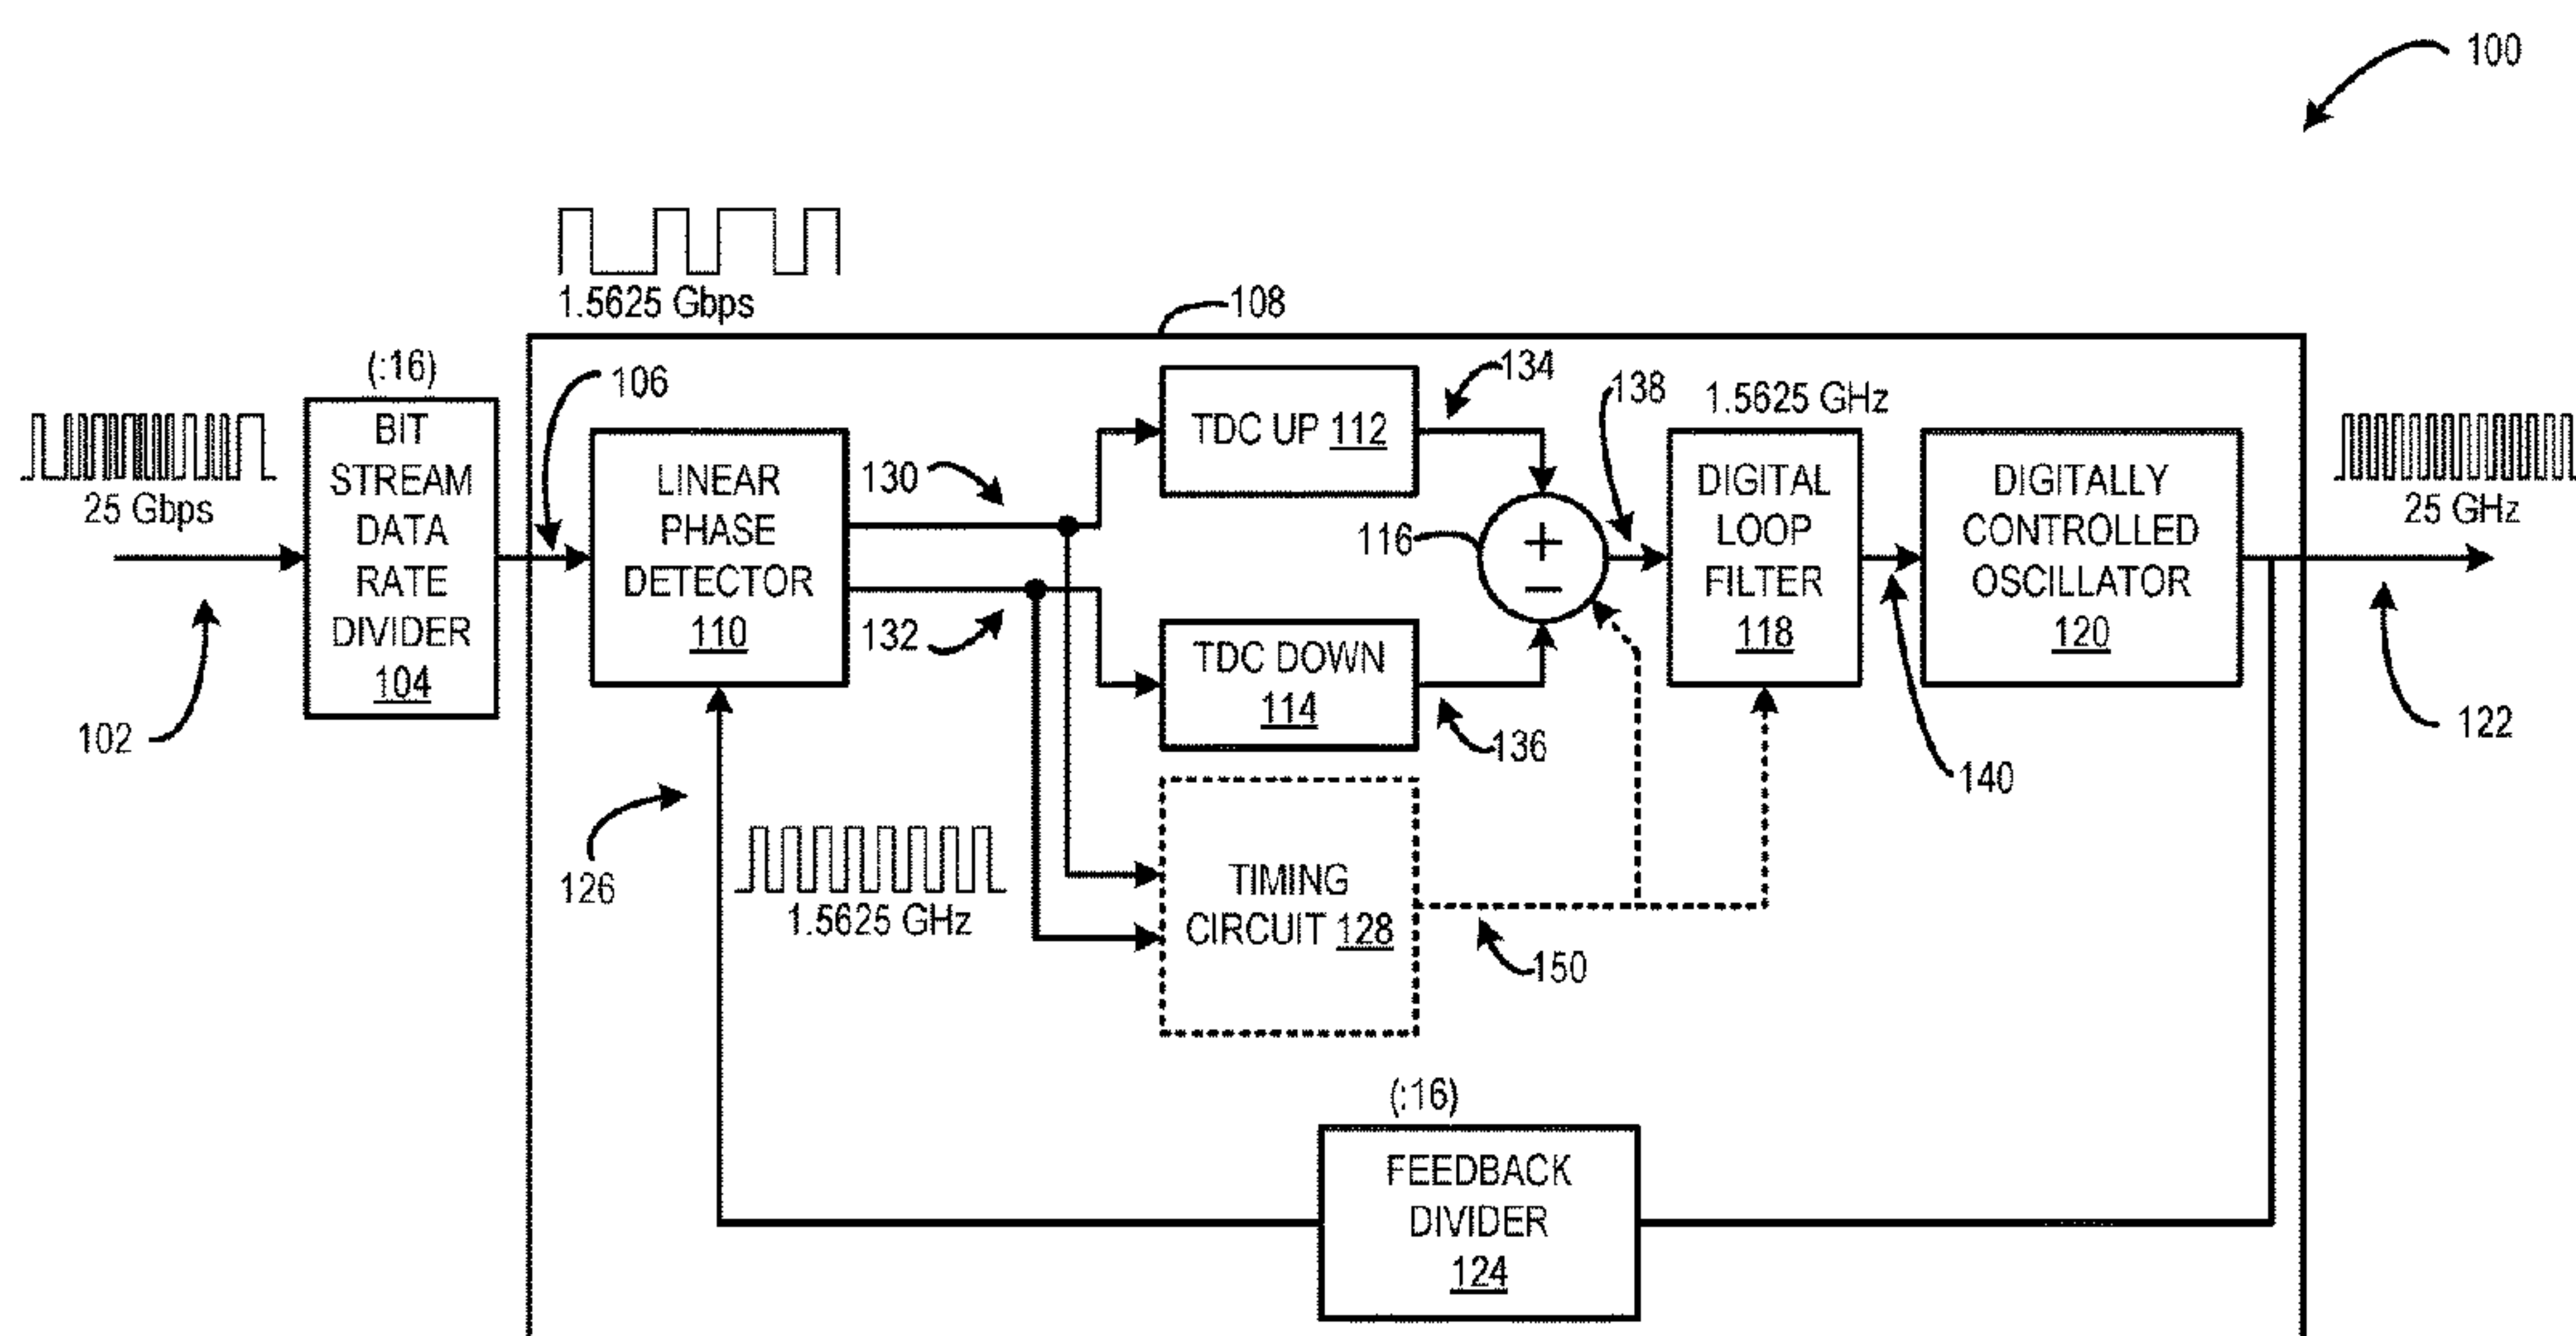 100
1.5625 Gbps
108
(:16)
106
134
138
1.5625 GHz
BIT
STREAM
DATA
RATE
DIVIDER
104
25 Gbps
102
LINEAR
PHASE
DETECTOR
110
130
132
TDC UP 112
TDC DOWN
114
116
+
−
136
DIGITAL
LOOP
FILTER
118
140
DIGITALLY
CONTROLLED
OSCILLATOR
120
25 GHz
122
126
1.5625 GHz
TIMING
CIRCUIT 128
150
(:16)
FEEDBACK
DIVIDER
124